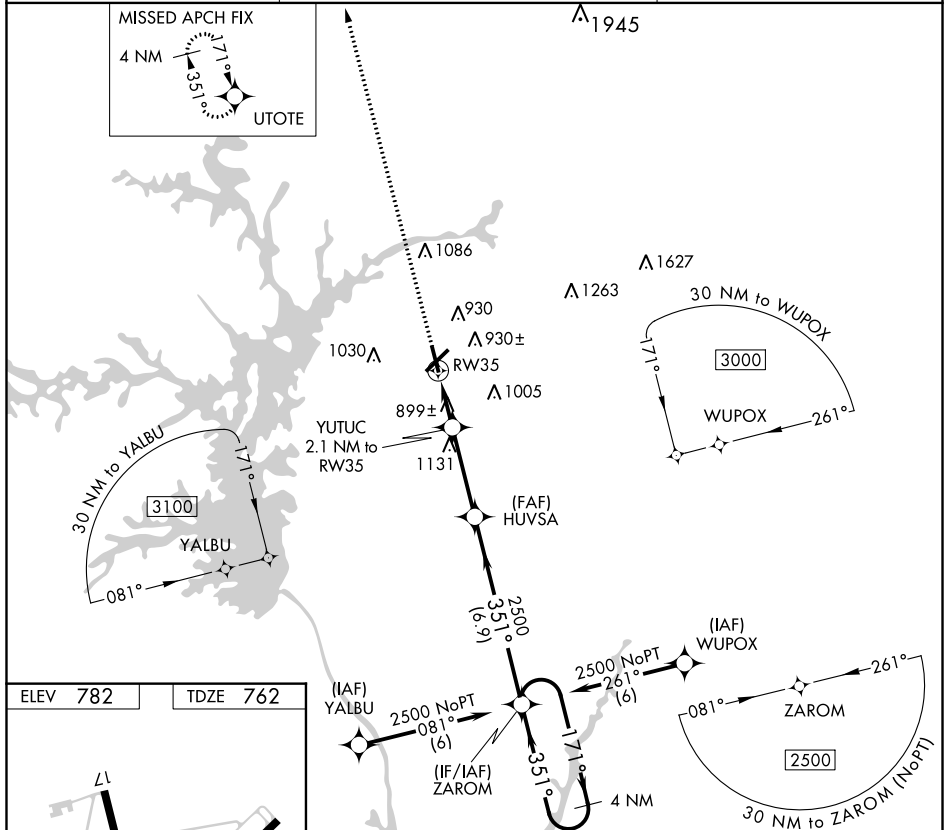 MISSED APCH FIX
4 NM
171°
351°
UTOTE
1945
1086
1627
1263
930
930±
1030
RW35
1005
899±
YUTUC
2.1 NM to
RW35
1131
30 NM to WUPOX
171°
3000
WUPOX
261°
30 NM to YALBU
171°
3100
YALBU
081°
(FAF)
HUVSA
2500
351°
(6.9)
(IAF)
WUPOX
2500 NoPT
261°
(6)
(IAF)
YALBU
2500 NoPT
081°
(6)
(IF/IAF)
ZAROM
351°
171°
4 NM
081°
261°
ZAROM
2500
30 NM to ZAROM (NoPT)
ELEV 782
TDZE 762
17